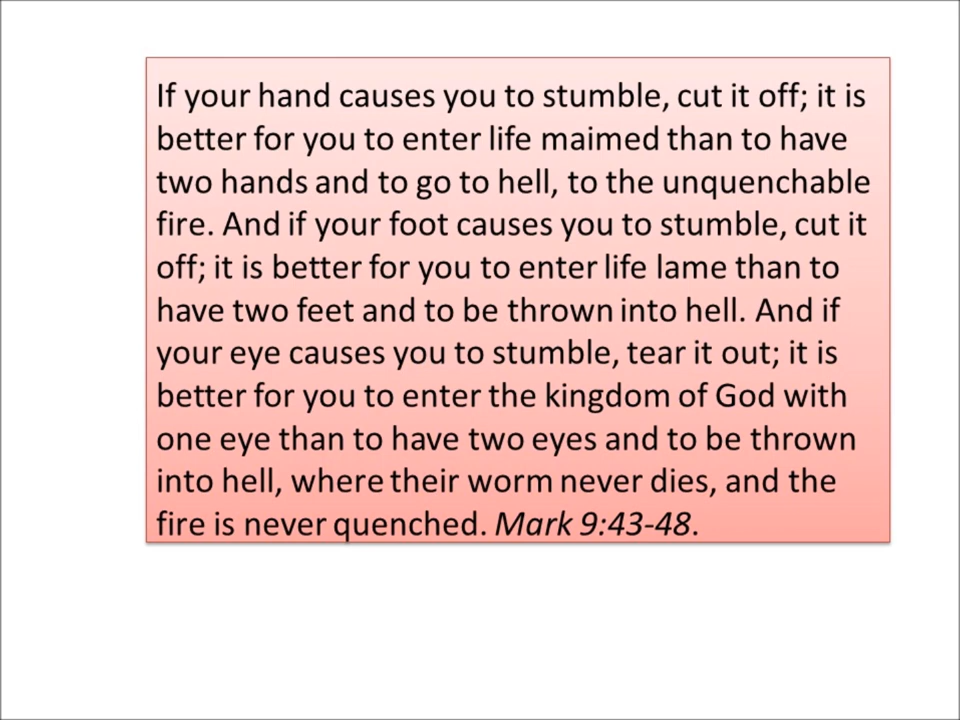 If your hand causes you to stumble, cut it off; it is
better for you to enter life maimed than to have
two hands and to go to hell, to the unquenchable
fire. And if your foot causes you to stumble, cut it
off; it is better for you to enter life lame than to
have two feet and to be thrown into hell. And if
your eye causes you to stumble, tear it out; it is
better for you to enter the kingdom of God with
one eye than to have two eyes and to be thrown
into hell, where their worm never dies, and the
fire is never quenched. Mark 9:43-48.